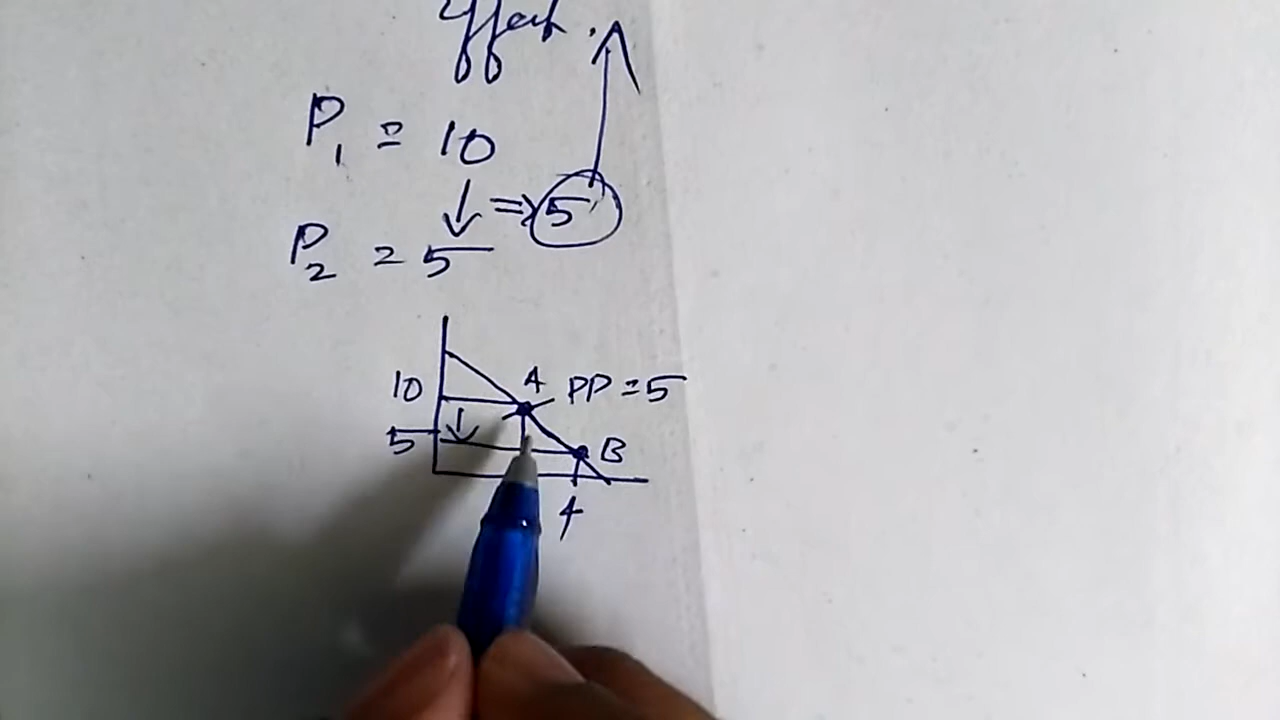 Effect.
P1 = 10
↓ ⇒ 5
P2 = 5
10 A PP = 5
5 B
4